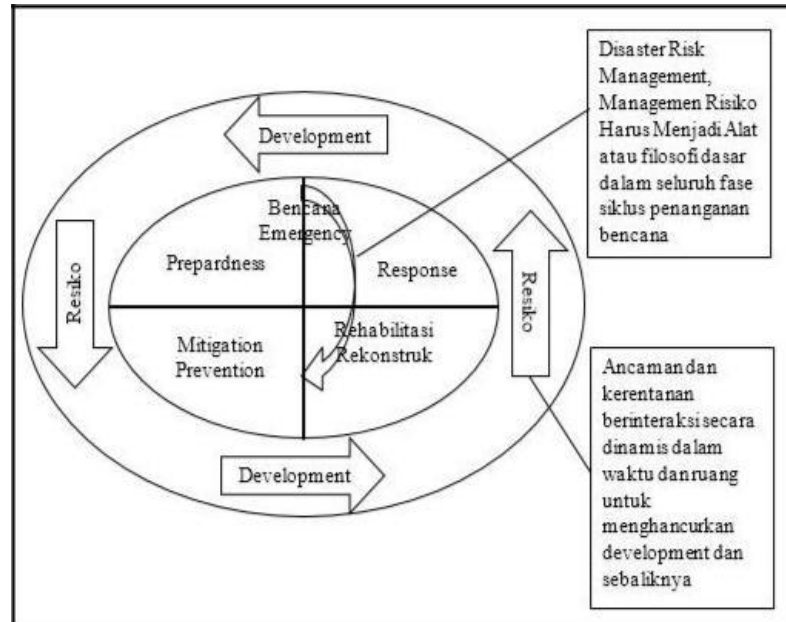 Disaster Risk
Management,
Managemen Risiko
Harus Menjadi Alat
atau filosofi dasar
dalam seluruh fase
siklus penanganan
bencana
Development
Bencana
Emergency
Prepardness
Response
Resiko
Resiko
Mitigation
Prevention
Rehabilitasi
Rekonstruk
Development
Ancaman dan
kerentanan
berinteraksi secara
dinamis dalam
waktu dan ruang
untuk
menghancurkan
development dan
sebaliknya